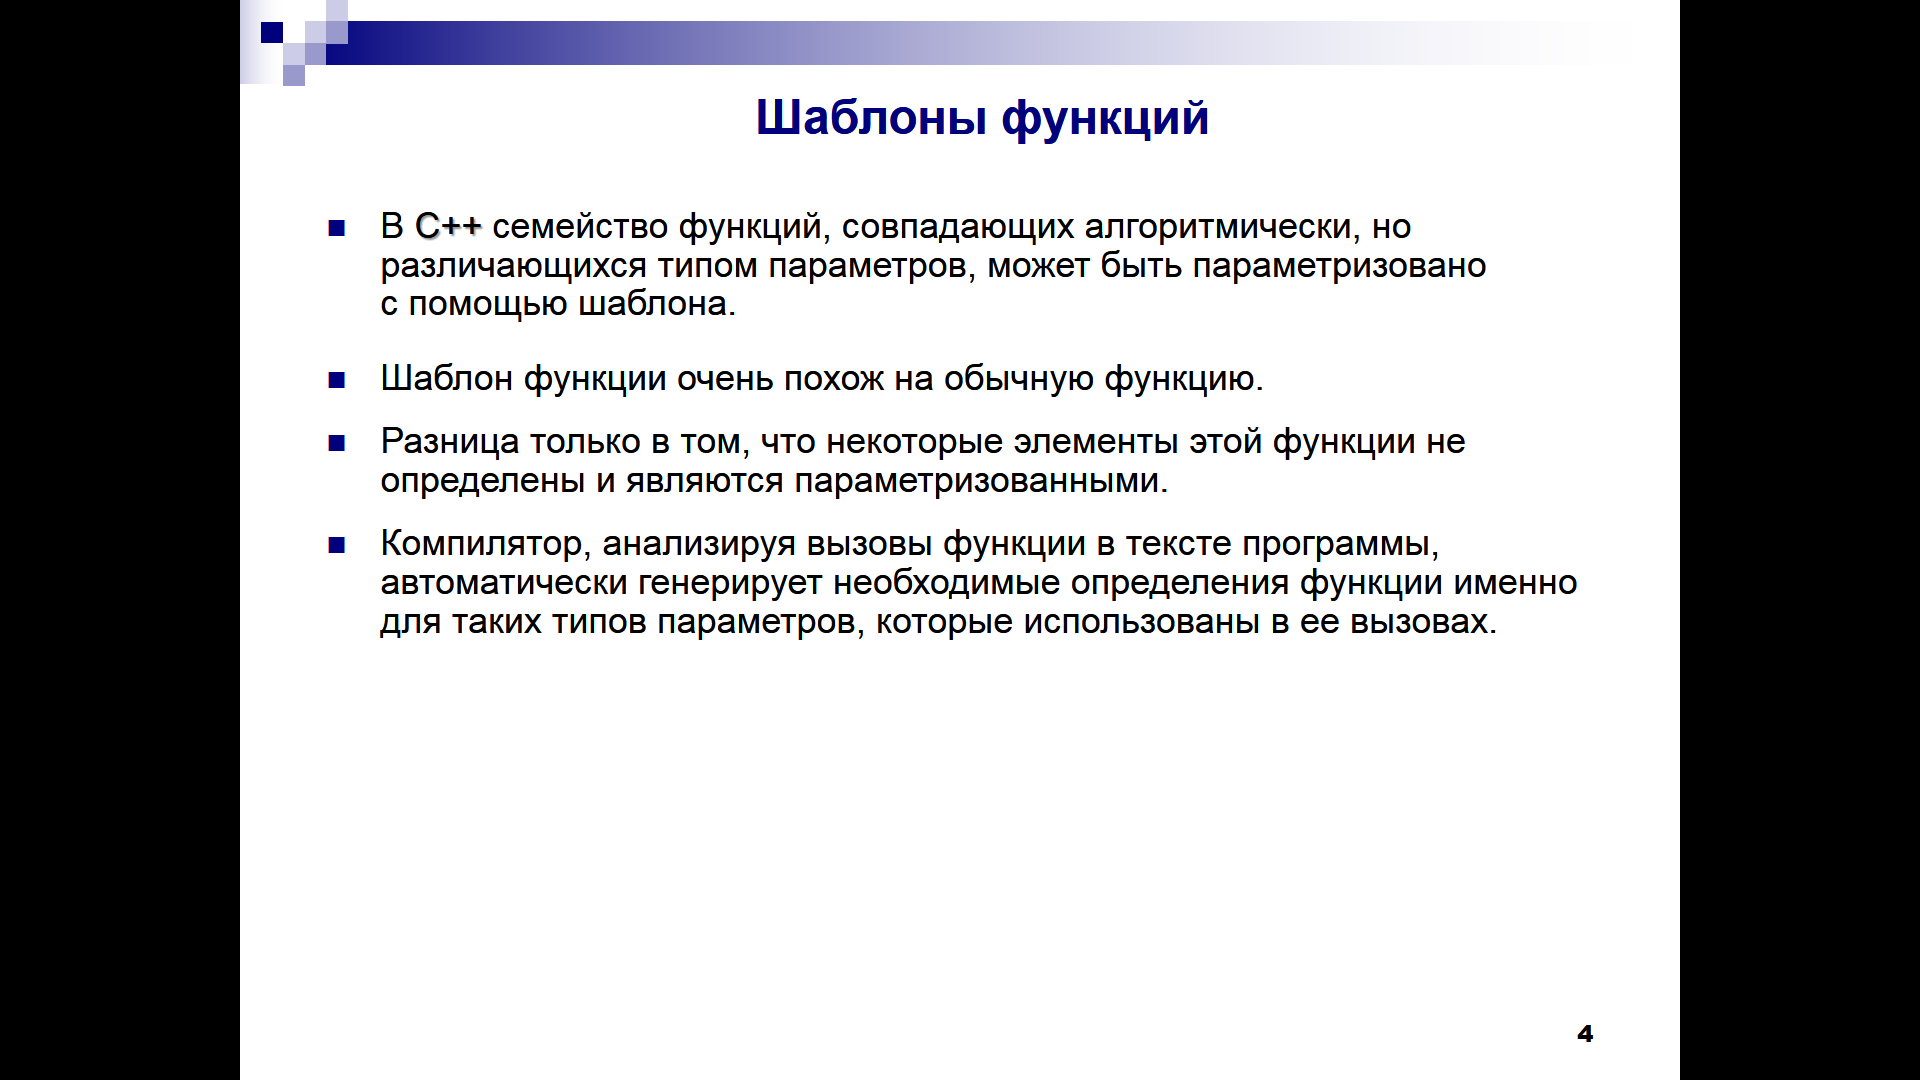 Шаблоны функций
В С++ семейство функций, совпадающих алгоритмически, но
различающихся типом параметров, может быть параметризовано
с помощью шаблона.
Шаблон функции очень похож на обычную функцию.
Разница только в том, что некоторые элементы этой функции не
определены и являются параметризованными.
Компилятор, анализируя вызовы функции в тексте программы,
автоматически генерирует необходимые определения функции именно
для таких типов параметров, которые использованы в ее вызовах.
4